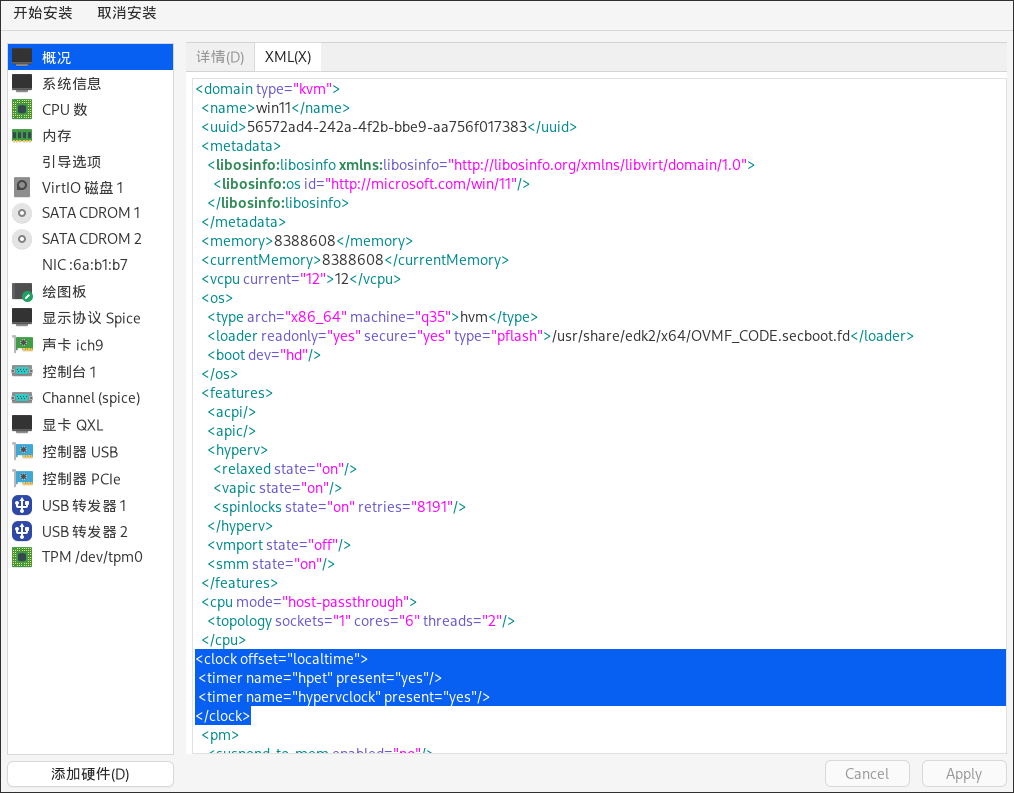 开始安装 取消安装
概况
系统信息
CPU 数
内存
引导选项
VirtIO 磁盘 1
SATA CDROM 1
SATA CDROM 2
NIC :6a:b1:b7
绘图板
显示协议 Spice
声卡 ich9
控制台 1
Channel (spice)
显卡 QXL
控制器 USB
控制器 PCIe
USB 转发器 1
USB 转发器 2
TPM /dev/tpm0
添加硬件(D)
详情(D) XML(X)
<domain type="kvm">
<name>win11</name>
<uuid>56572ad4-242a-4f2b-bbe9-aa756f017383</uuid>
<metadata>
<libosinfo:libosinfo xmlns:libosinfo="http://libosinfo.org/xmlns/libvirt/domain/1.0">
<libosinfo:os id="http://microsoft.com/win/11"/>
</libosinfo:libosinfo>
</metadata>
<memory>8388608</memory>
<currentMemory>8388608</currentMemory>
<vcpu current="12">12</vcpu>
<os>
<type arch="x86_64" machine="q35">hvm</type>
<loader readonly="yes" secure="yes" type="pflash">/usr/share/edk2/x64/OVMF_CODE.secboot.fd</loader>
<boot dev="hd"/>
</os>
<features>
<acpi/>
<apic/>
<hyperv>
<relaxed state="on"/>
<vapic state="on"/>
<spinlocks state="on" retries="8191"/>
</hyperv>
<vmport state="off"/>
<smm state="on"/>
</features>
<cpu mode="host-passthrough">
<topology sockets="1" cores="6" threads="2"/>
</cpu>
<clock offset="localtime">
<timer name="hpet" present="yes"/>
<timer name="hypervclock" present="yes"/>
</clock>
<pm>
<suspend-to-mem enabled="no"/>
Cancel Apply